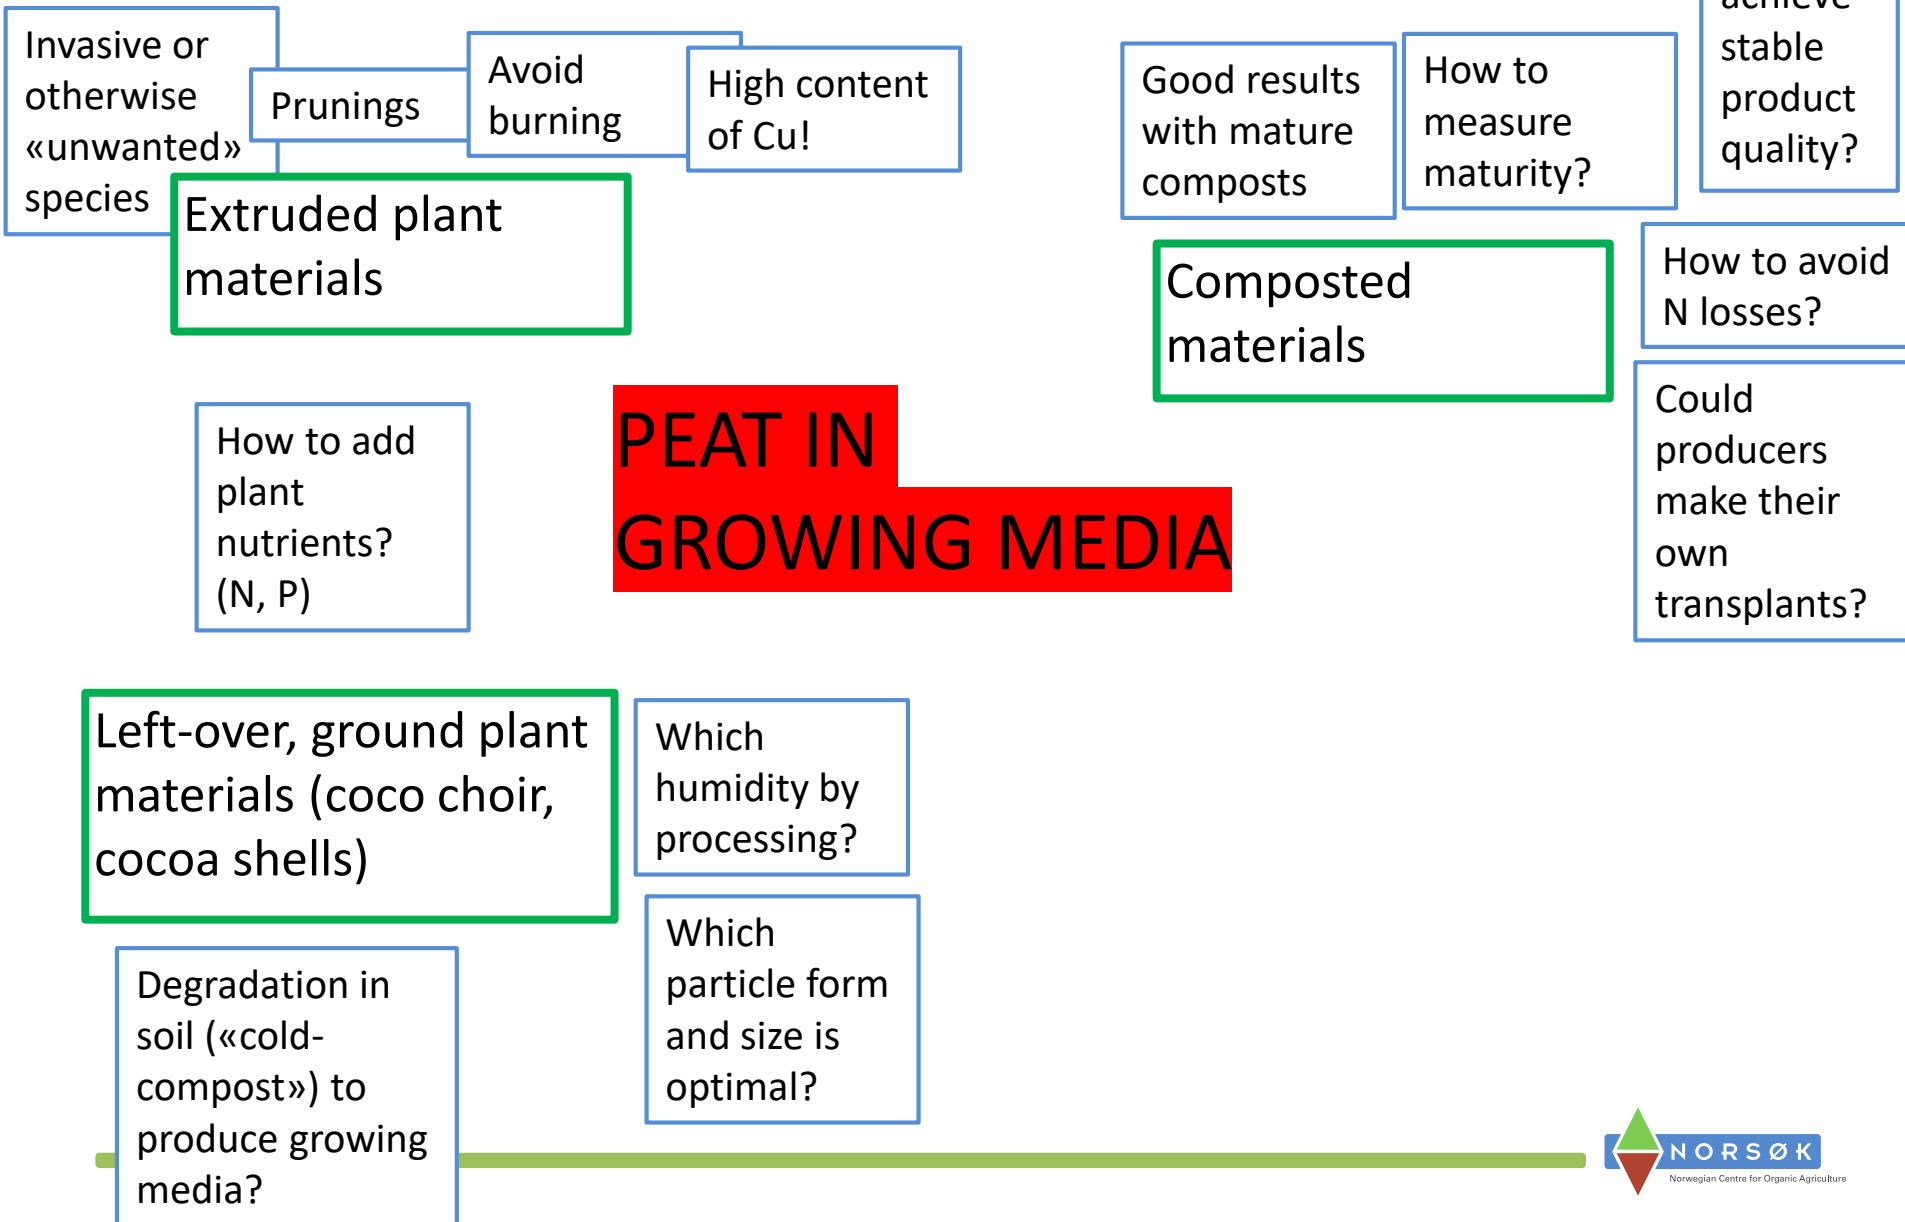 Invasive or
otherwise
«unwanted»
species
Prunings
Avoid
burning
High content
of Cu!
Extruded plant
materials
Good results
with mature
composts
How to
measure
maturity?
achieve
stable
product
quality?
Composted
materials
How to avoid
N losses?
Could
producers
make their
own
transplants?
How to add
plant
nutrients?
(N, P)
PEAT IN
GROWING MEDIA
Left-over, ground plant
materials (coco choir,
cocoa shells)
Which
humidity by
processing?
Which
particle form
and size is
optimal?
Degradation in
soil («cold-
compost») to
produce growing
media?
NORSØK
Norwegian Centre for Organic Agriculture